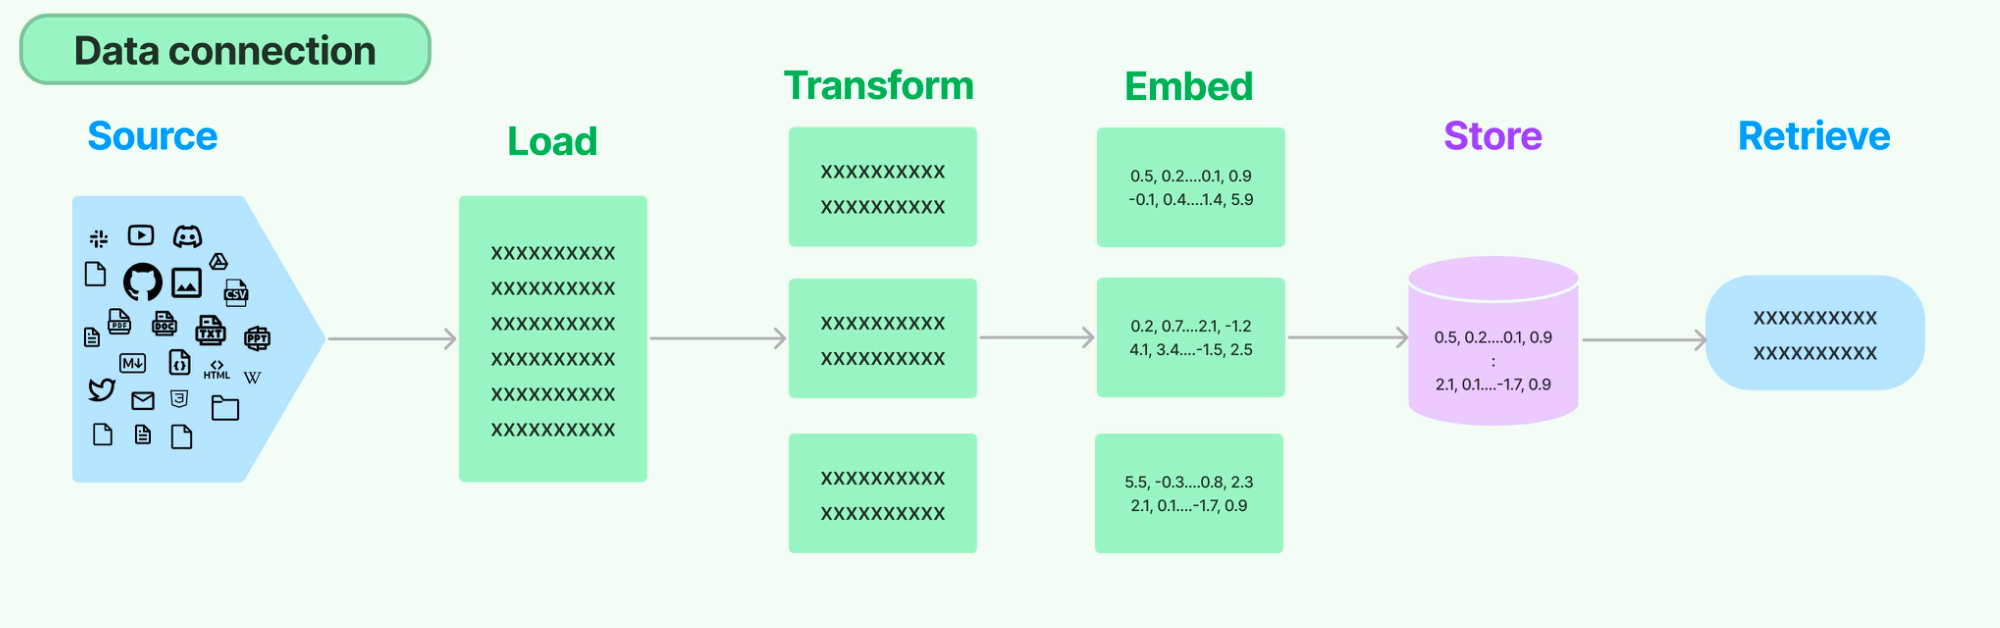 Data connection
Source
Load
Transform
Embed
Store
Retrieve
CSV
PDF
DOC
TXT
PPT
M
{}
<>
HTML
W
3
XXXXXXXXXX
XXXXXXXXXX
XXXXXXXXXX
XXXXXXXXXX
XXXXXXXXXX
XXXXXXXXXX
XXXXXXXXXX
XXXXXXXXXX
XXXXXXXXXX
XXXXXXXXXX
XXXXXXXXXX
XXXXXXXXXX
0.5, 0.2....0.1, 0.9
-0.1, 0.4....1.4, 5.9
0.2, 0.7....2.1, -1.2
4.1, 3.4....-1.5, 2.5
5.5, -0.3....0.8, 2.3
2.1, 0.1....-1.7, 0.9
0.5, 0.2....0.1, 0.9
:
2.1, 0.1....-1.7, 0.9
XXXXXXXXXX
XXXXXXXXXX